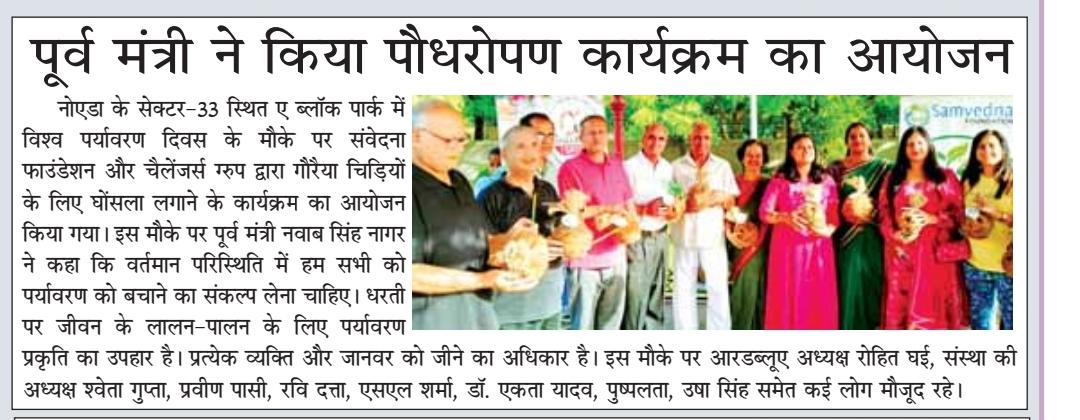 पूर्व मंत्री ने किया पौधरोपण कार्यक्रम का आयोजन
नोएडा के सेक्टर-33 स्थित ए ब्लॉक पार्क में
विश्व पर्यावरण दिवस के मौके पर संवेदना
फाउंडेशन और चैलेंजर्स ग्रुप द्वारा गौरैया चिड़ियों
के लिए घोंसला लगाने के कार्यक्रम का आयोजन
किया गया। इस मौके पर पूर्व मंत्री नवाब सिंह नागर
ने कहा कि वर्तमान परिस्थिति में हम सभी को
पर्यावरण को बचाने का संकल्प लेना चाहिए। धरती
पर जीवन के लालन-पालन के लिए पर्यावरण
प्रकृति का उपहार है। प्रत्येक व्यक्ति और जानवर को जीने का अधिकार है। इस मौके पर आरडब्लूए अध्यक्ष रोहित घई, संस्था की
अध्यक्ष श्वेता गुप्ता, प्रवीण पासी, रवि दत्ता, एसएल शर्मा, डॉ. एकता यादव, पुष्पलता, उषा सिंह समेत कई लोग मौजूद रहे।
Samvedna
FOUNDATION